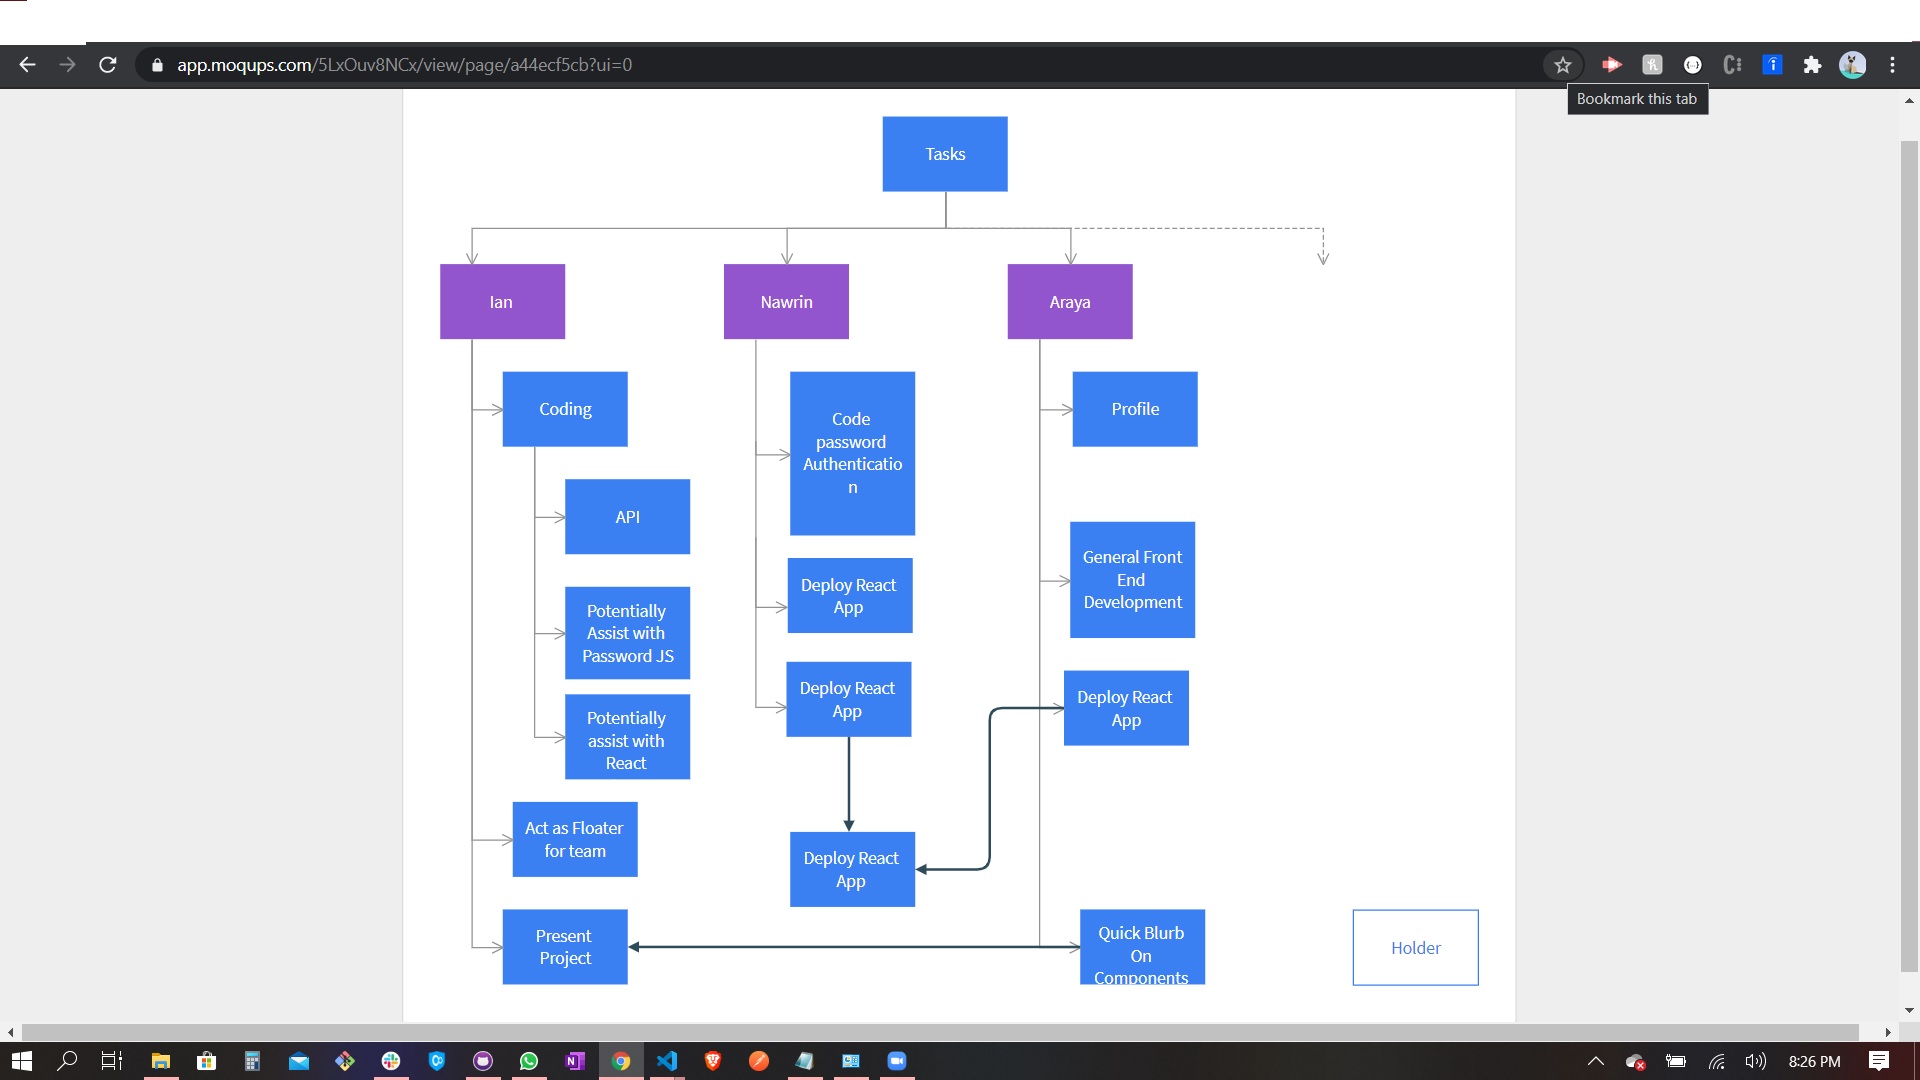 app.moqups.com/5LxOuv8NCx/view/page/a44ecf5cb?ui=0
Bookmark this tab
Tasks
Ian
Nawrin
Araya
Coding
Code
password
Authenticatio
n
Profile
API
General Front
End
Development
Deploy React
App
Potentially
Assist with
Password JS
Deploy React
App
Deploy React
App
Potentially
assist with
React
Act as Floater
for team
Deploy React
App
Present
Project
Quick Blurb
On
Components
Holder
8:26 PM